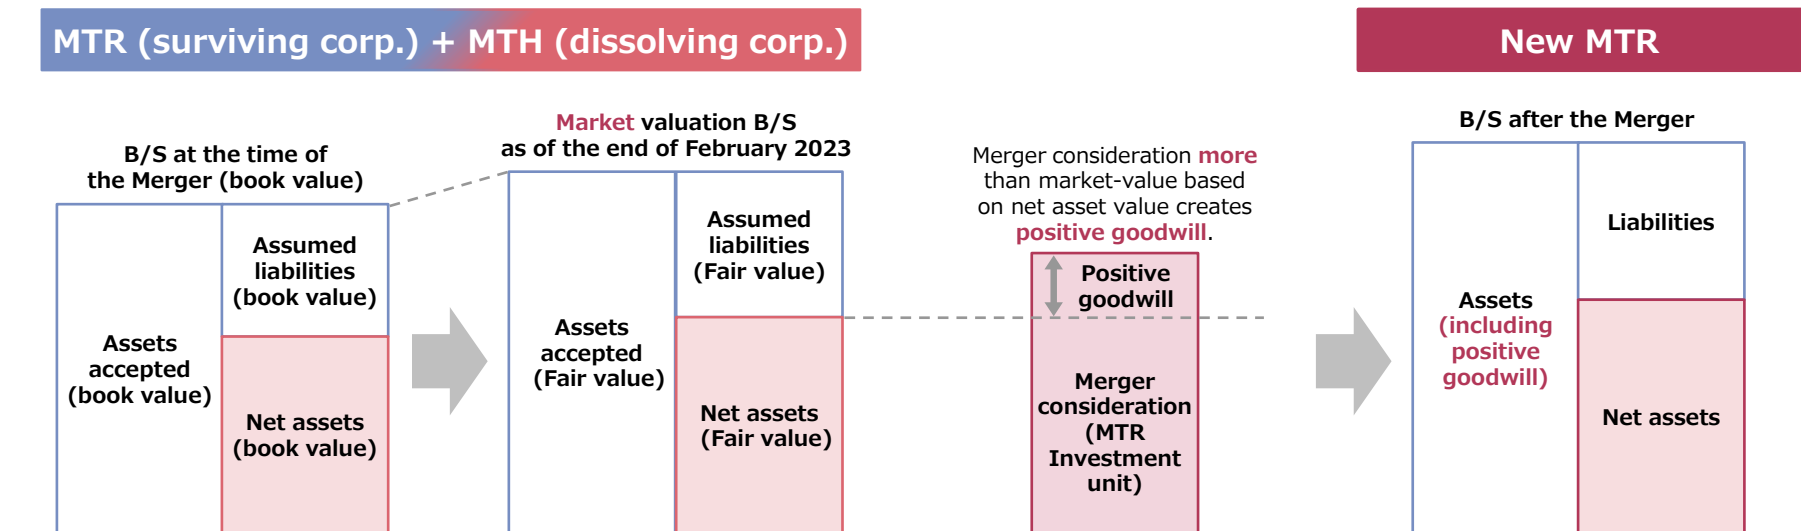 MTR (surviving corp.) + MTH (dissolving corp.)
New MTR
B/S at the time of
the Merger (book value)
Assets
accepted
(book value)
Assumed
liabilities
(book value)
Net assets
(book value)
Market valuation B/S
as of the end of February 2023
Assets
accepted
(Fair value)
Assumed
liabilities
(Fair value)
Net assets
(Fair value)
Merger consideration more
than market-value based
on net asset value creates
positive goodwill.
Positive
goodwill
Merger
consideration
(MTR
Investment
unit)
B/S after the Merger
Assets
(including
positive
goodwill)
Liabilities
Net assets